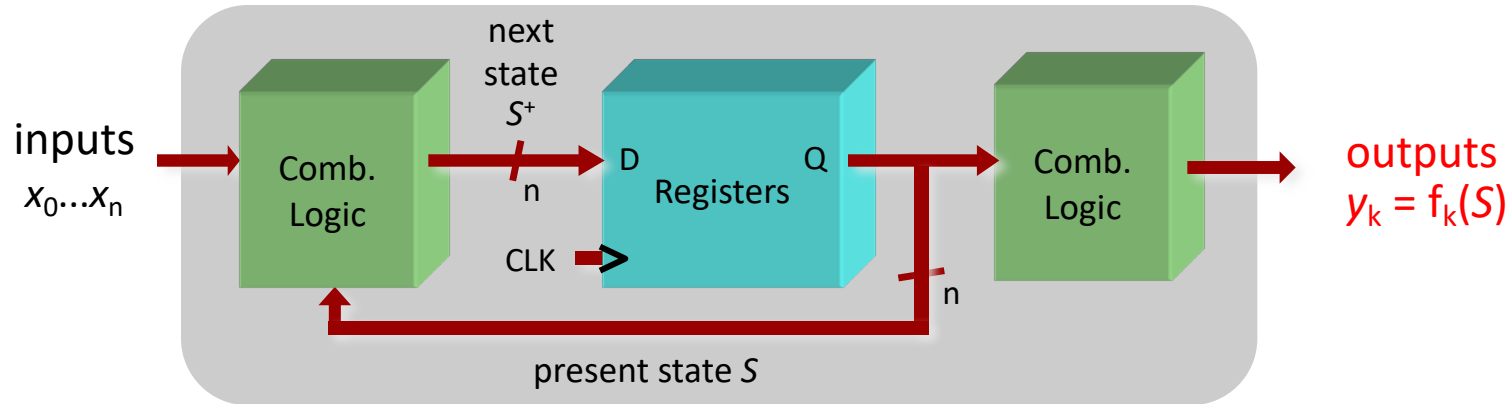 inputs
x₀...xₙ
Comb.
Logic
next
state
S⁺
n
D
Q
Registers
CLK
n
present state S
Comb.
Logic
outputs
yₖ = fₖ(S)